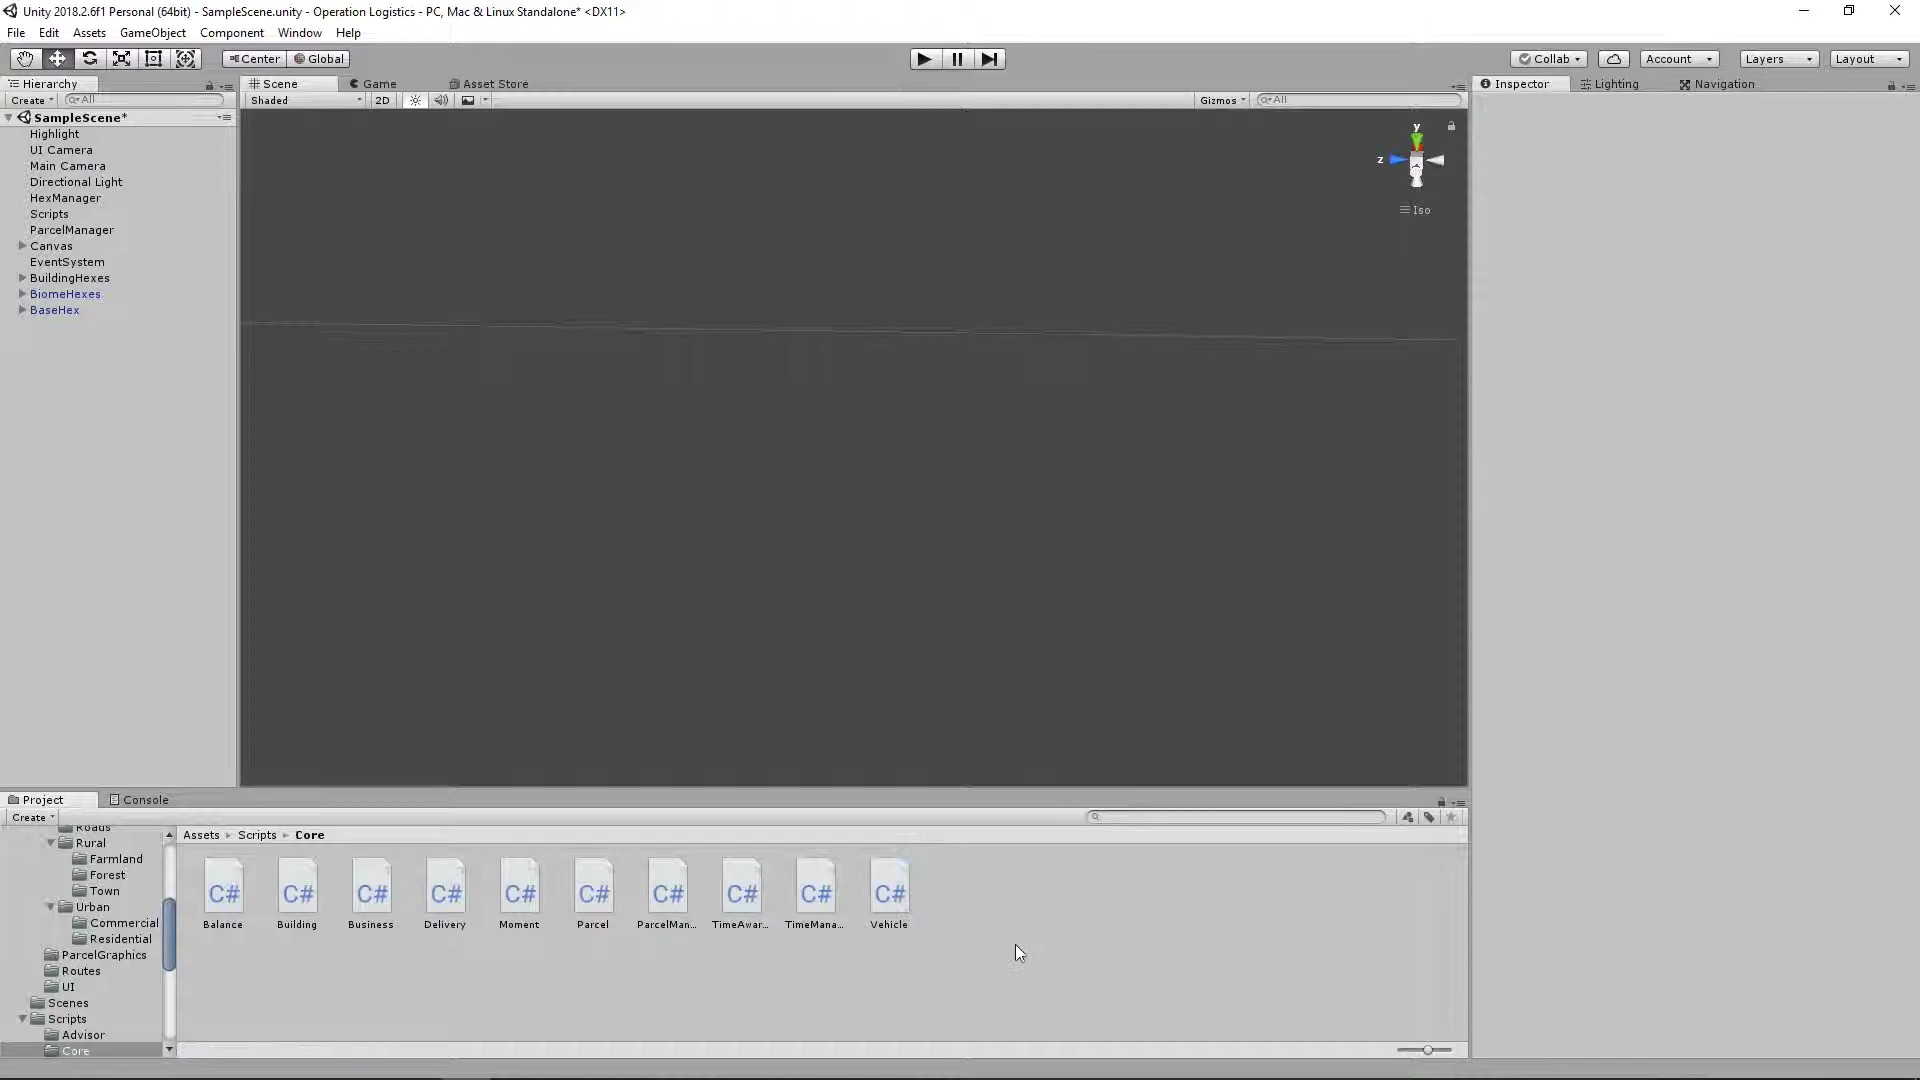 Unity 2018.2.6f1 Personal (64bit) - SampleScene.unity - Operation Logistics - PC, Mac & Linux Standalone* <DX11>
File Edit Assets GameObject Component Window Help
Center Global Collab Account Layers Layout
Hierarchy Scene Game Asset Store Inspector Lighting Navigation
Create All Shaded 2D Gizmos All
SampleScene*
Highlight
UI Camera
Main Camera
Directional Light
HexManager
Scripts
ParcelManager
Canvas
EventSystem
BuildingHexes
BiomeHexes
BaseHex
y
z
Iso
Project Console
Create
Assets Scripts Core
Roads
Rural
Farmland
Forest
Town
Urban
Commercial
Residential
ParcelGraphics
Routes
UI
Scenes
Scripts
Advisor
Core
C# C# C# C# C# C# C# C# C# C#
Balance Building Business Delivery Moment Parcel ParcelMan... TimeAwar... TimeMana... Vehicle